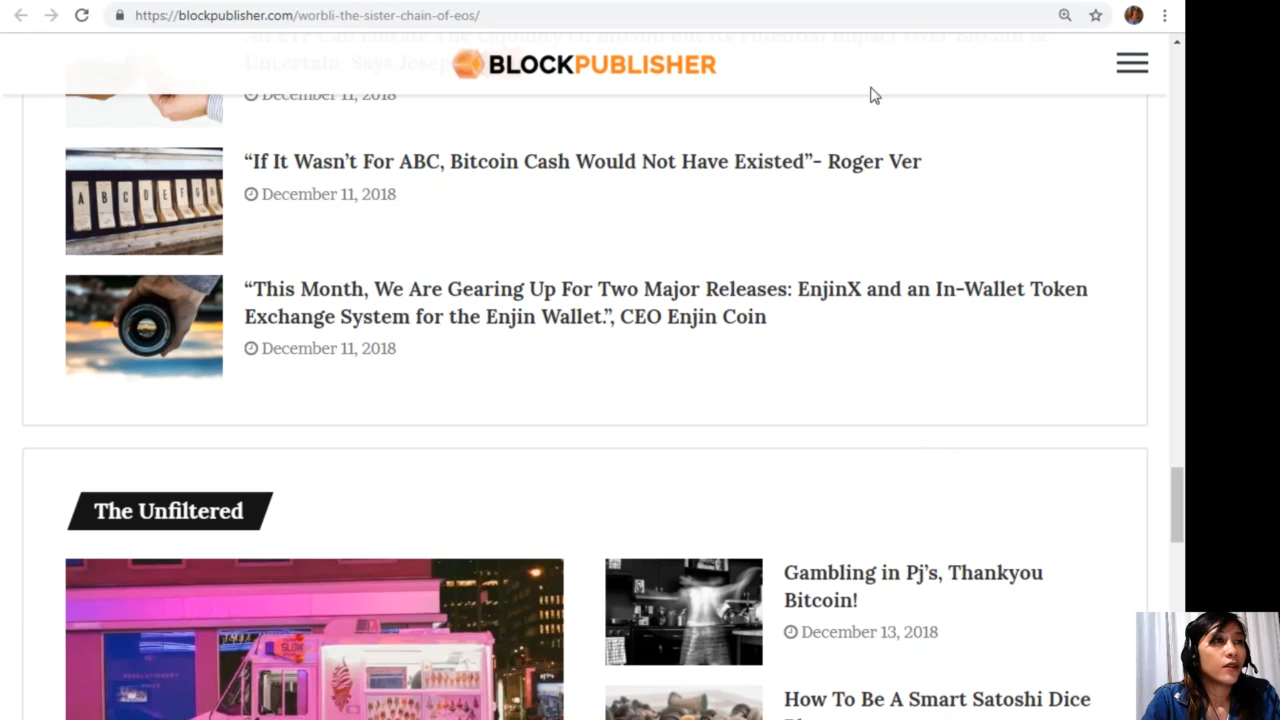 https://blockpublisher.com/worbli-the-sister-chain-of-eos/
BLOCKPUBLISHER
Uncertain, Says
December 11, 2018
“If It Wasn’t For ABC, Bitcoin Cash Would Not Have Existed”- Roger Ver
December 11, 2018
“This Month, We Are Gearing Up For Two Major Releases: EnjinX and an In-Wallet Token
Exchange System for the Enjin Wallet.”, CEO Enjin Coin
December 11, 2018
The Unfiltered
Gambling in Pj’s, Thankyou
Bitcoin!
December 13, 2018
How To Be A Smart Satoshi Dice